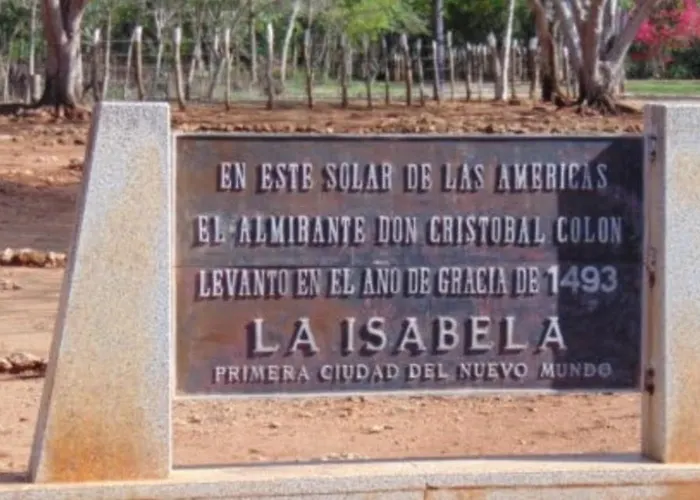 EN ESTE SOLAR DE LAS AMERICAS
EL ALMIRANTE DON CRISTOBAL COLON
LEVANTO EN EL AÑO DE GRACIA DE 1493
LA ISABELA
PRIMERA CIUDAD DEL NUEVO MUNDO